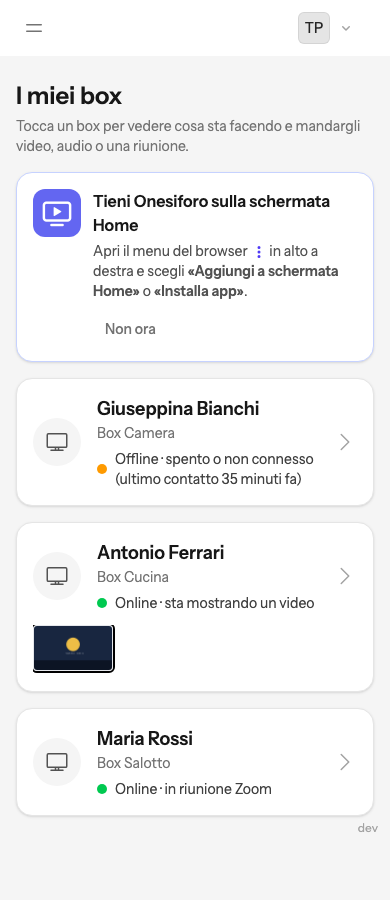 TP
I miei box
Tocca un box per vedere cosa sta facendo e mandargli
video, audio o una riunione.
Tieni Onesiforo sulla schermata
Home
Apri il menu del browser ⋮ in alto a
destra e scegli «Aggiungi a schermata
Home» o «Installa app».
Non ora
Giuseppina Bianchi
Box Camera
Offline · spento o non connesso
(ultimo contatto 35 minuti fa)
Antonio Ferrari
Box Cucina
Online · sta mostrando un video
Maria Rossi
Box Salotto
Online · in riunione Zoom
dev